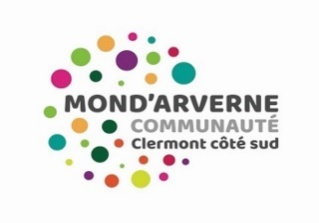 MOND'ARVERNE
COMMUNAUTÉ
Clermont côté sud